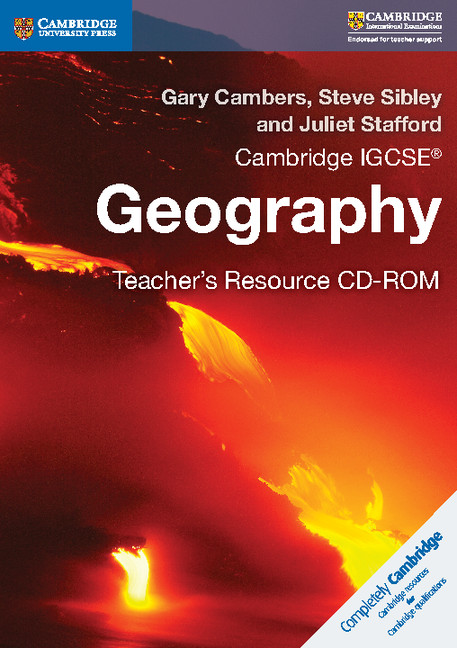 CAMBRIDGE
UNIVERSITY PRESS
CAMBRIDGE
International Examinations
Endorsed for teacher support
Gary Cambers, Steve Sibley
and Juliet Stafford
Cambridge IGCSE®
Geography
Teacher's Resource CD-ROM
Completely Cambridge
Cambridge resources
for
Cambridge qualifications